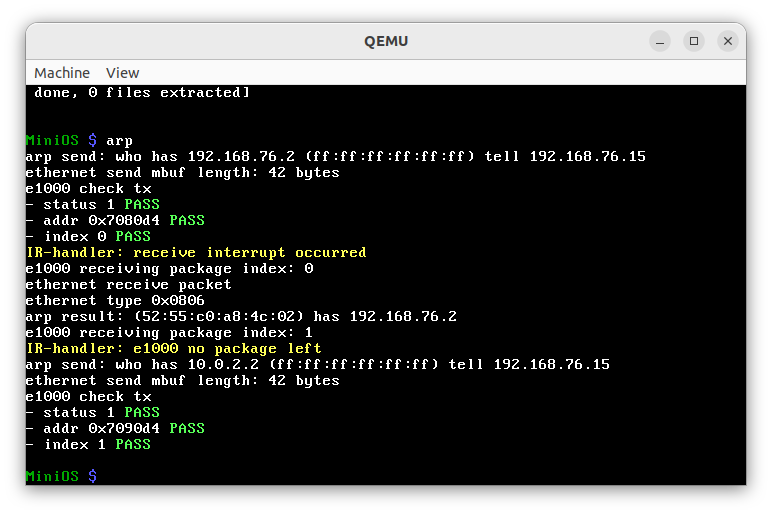 QEMU
Machine View
done, 0 files extracted]
MiniOS $ arp
arp send: who has 192.168.76.2 (ff:ff:ff:ff:ff:ff) tell 192.168.76.15
ethernet send mbuf length: 42 bytes
e1000 check tx
- status 1 PASS
- addr 0x7080d4 PASS
- index 0 PASS
IR-handler: receive interrupt occurred
e1000 receiving package index: 0
ethernet receive packet
ethernet type 0x0806
arp result: (52:55:c0:a8:4c:02) has 192.168.76.2
e1000 receiving package index: 1
IR-handler: e1000 no package left
arp send: who has 10.0.2.2 (ff:ff:ff:ff:ff:ff) tell 192.168.76.15
ethernet send mbuf length: 42 bytes
e1000 check tx
- status 1 PASS
- addr 0x7090d4 PASS
- index 1 PASS
MiniOS $